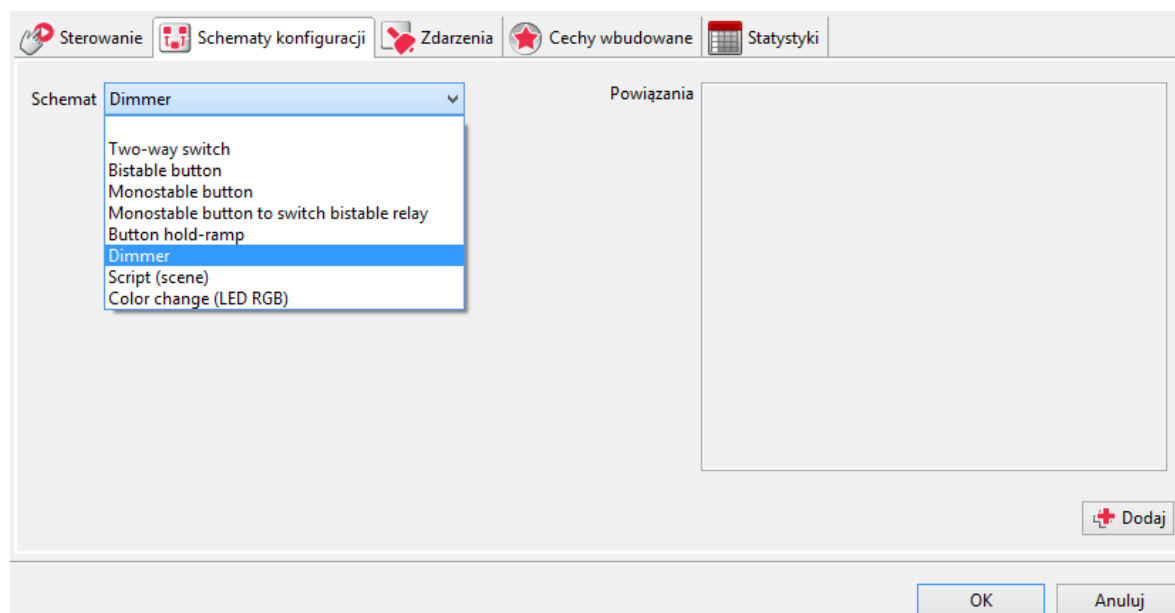 Sterowanie Schematy konfiguracji Zdarzenia Cechy wbudowane Statystyki
Schemat Dimmer Powiązania
Two-way switch
Bistable button
Monostable button
Monostable button to switch bistable relay
Button hold-ramp
Dimmer
Script (scene)
Color change (LED RGB)
Dodaj
OK Anuluj